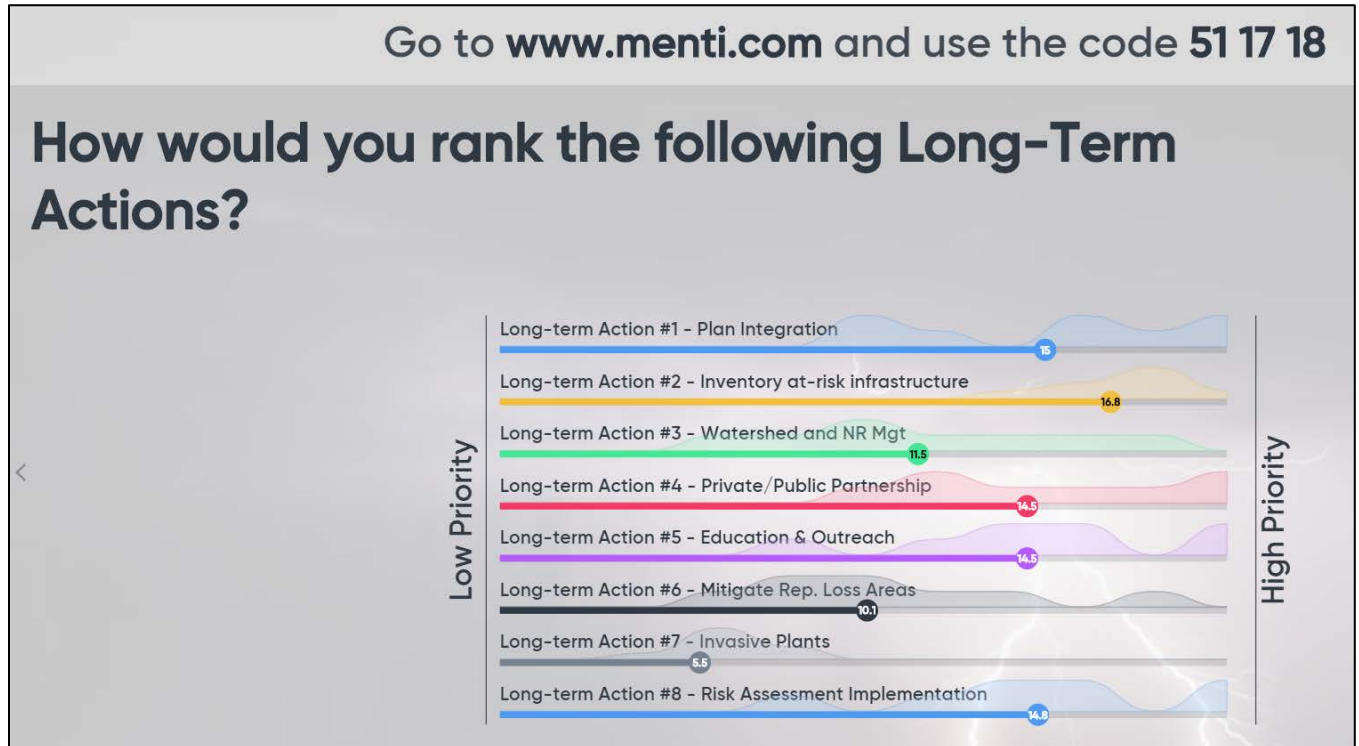 Go to www.menti.com and use the code 51 17 18
How would you rank the following Long-Term
Actions?
Low Priority
Long-term Action #1 - Plan Integration
15
Long-term Action #2 - Inventory at-risk infrastructure
16.8
Long-term Action #3 - Watershed and NR Mgt
11.5
Long-term Action #4 - Private/Public Partnership
14.5
Long-term Action #5 - Education & Outreach
14.5
Long-term Action #6 - Mitigate Rep. Loss Areas
10.1
Long-term Action #7 - Invasive Plants
5.5
Long-term Action #8 - Risk Assessment Implementation
14.8
High Priority